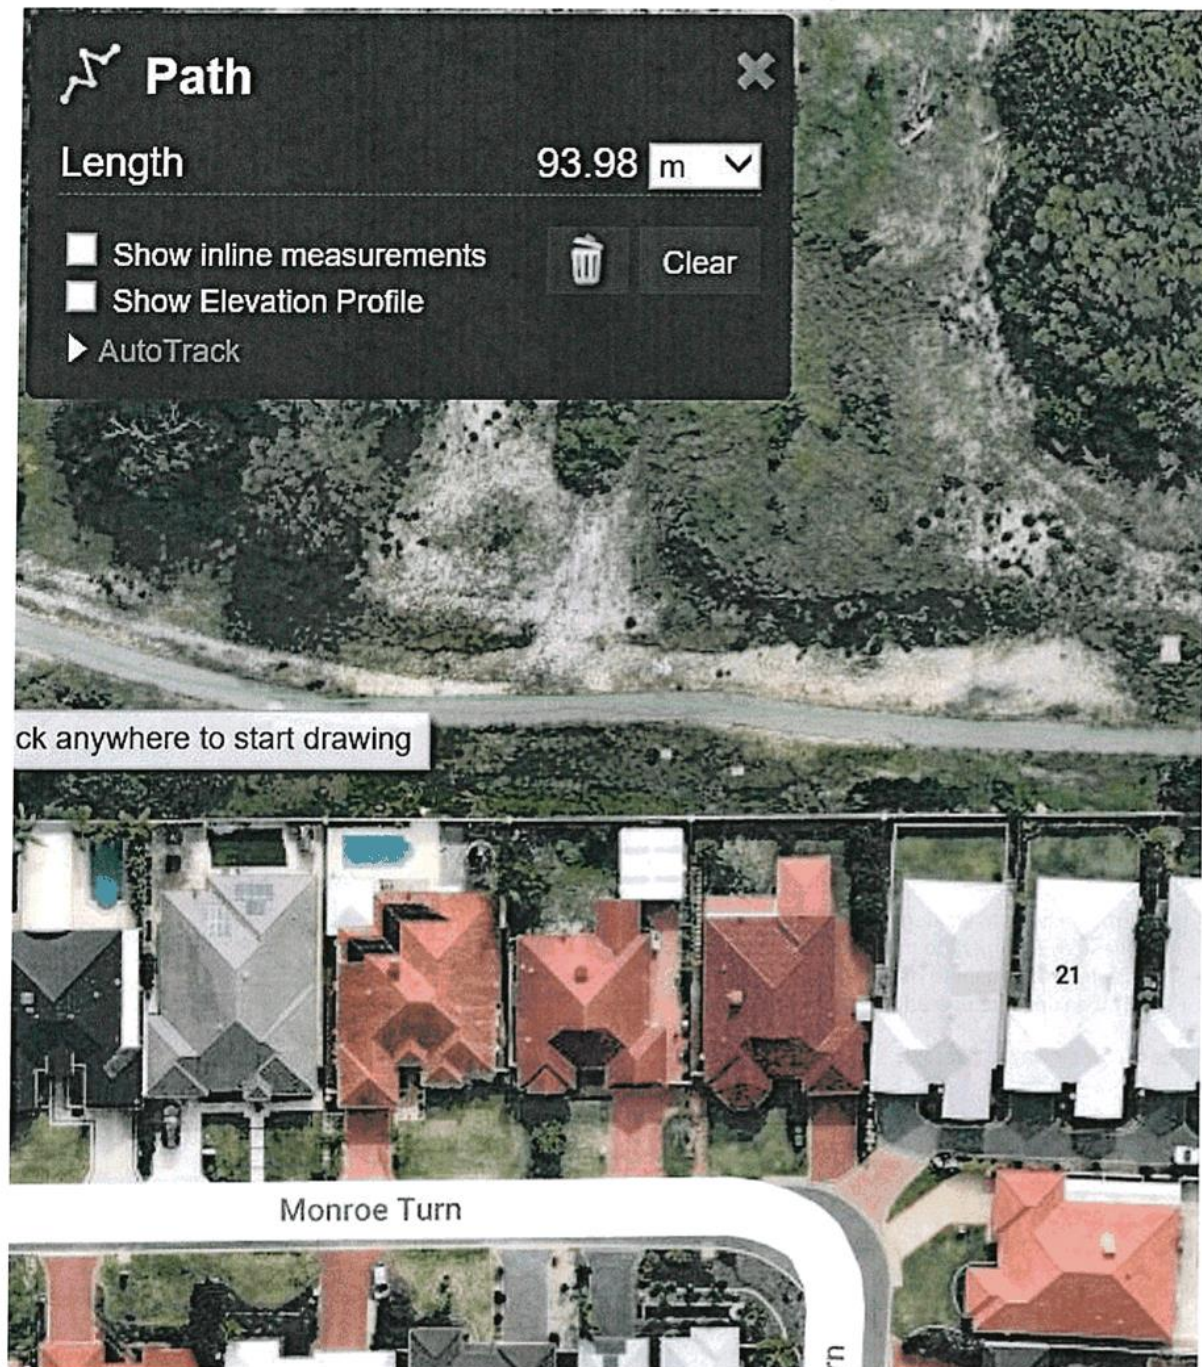 Path
Length 93.98 m
Show inline measurements
Clear
Show Elevation Profile
AutoTrack
ck anywhere to start drawing
21
Monroe Turn
rn